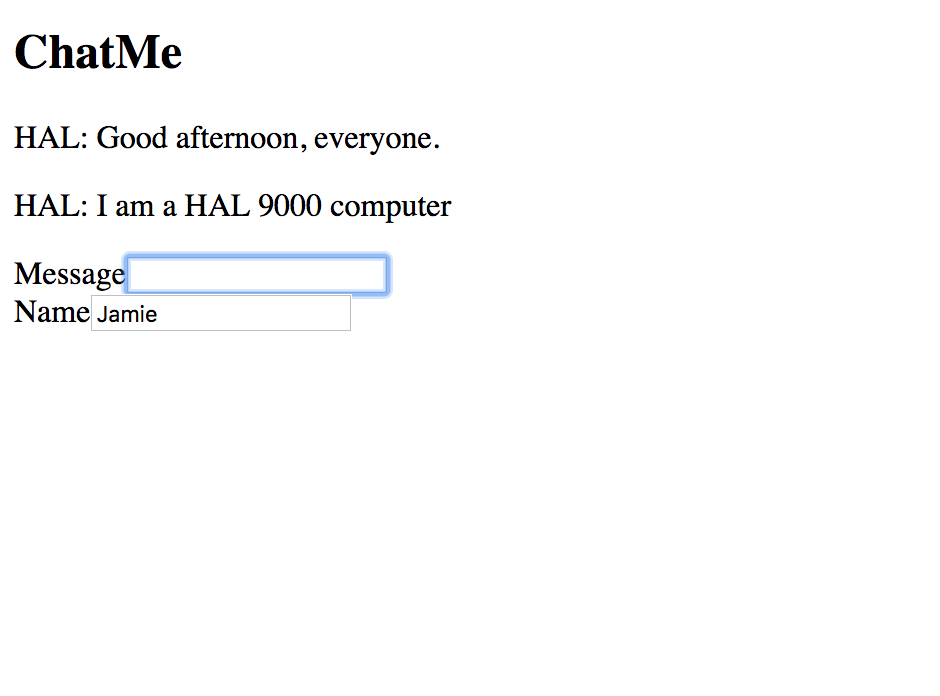 ChatMe
HAL: Good afternoon, everyone.
HAL: I am a HAL 9000 computer
Message
Name Jamie